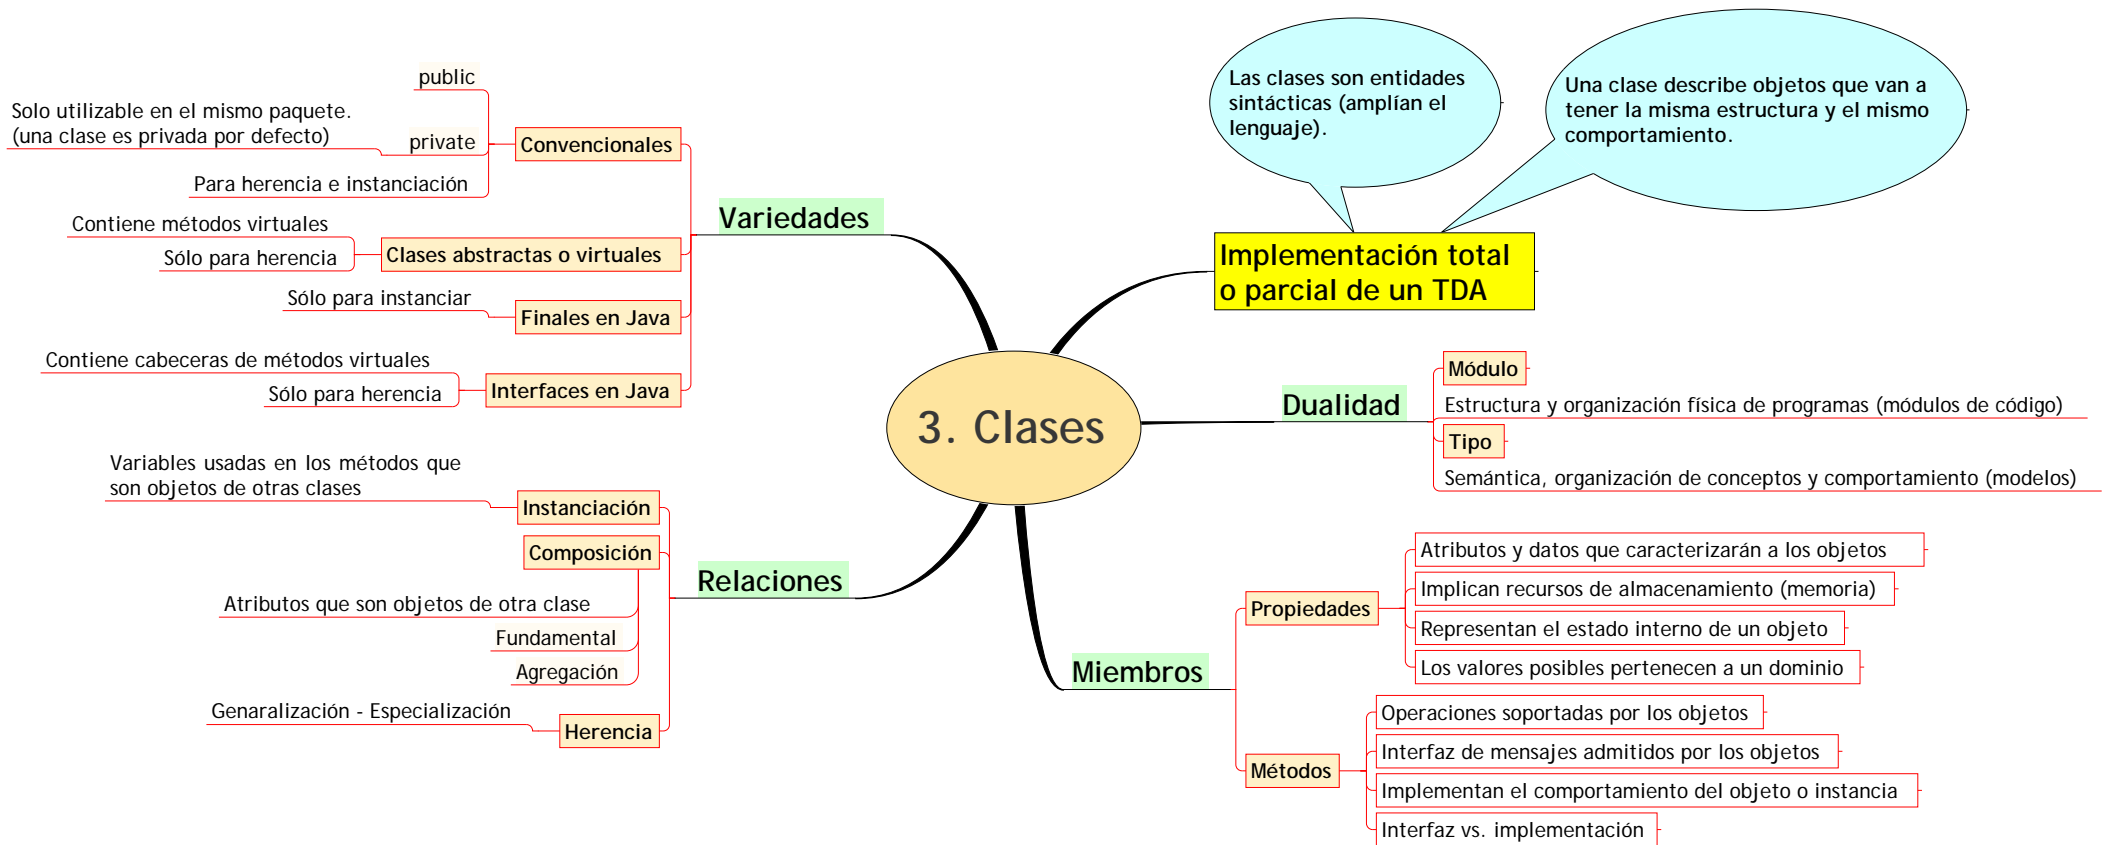 3. Clases
Las clases son entidades
sintácticas (amplían el
lenguaje).
Una clase describe objetos que van a
tener la misma estructura y el mismo
comportamiento.
Implementación total
o parcial de un TDA
Dualidad
Módulo
Estructura y organización física de programas (módulos de código)
Tipo
Semántica, organización de conceptos y comportamiento (modelos)
Miembros
Propiedades
Atributos y datos que caracterizarán a los objetos
Implican recursos de almacenamiento (memoria)
Representan el estado interno de un objeto
Los valores posibles pertenecen a un dominio
Métodos
Operaciones soportadas por los objetos
Interfaz de mensajes admitidos por los objetos
Implementan el comportamiento del objeto o instancia
Interfaz vs. implementación
Variedades
Convencionales
public
private
Solo utilizable en el mismo paquete.
(una clase es privada por defecto)
Para herencia e instanciación
Clases abstractas o virtuales
Contiene métodos virtuales
Sólo para herencia
Finales en Java
Sólo para instanciar
Interfaces en Java
Contiene cabeceras de métodos virtuales
Sólo para herencia
Relaciones
Instanciación
Variables usadas en los métodos que
son objetos de otras clases
Composición
Atributos que son objetos de otra clase
Fundamental
Agregación
Herencia
Genaralización - Especialización